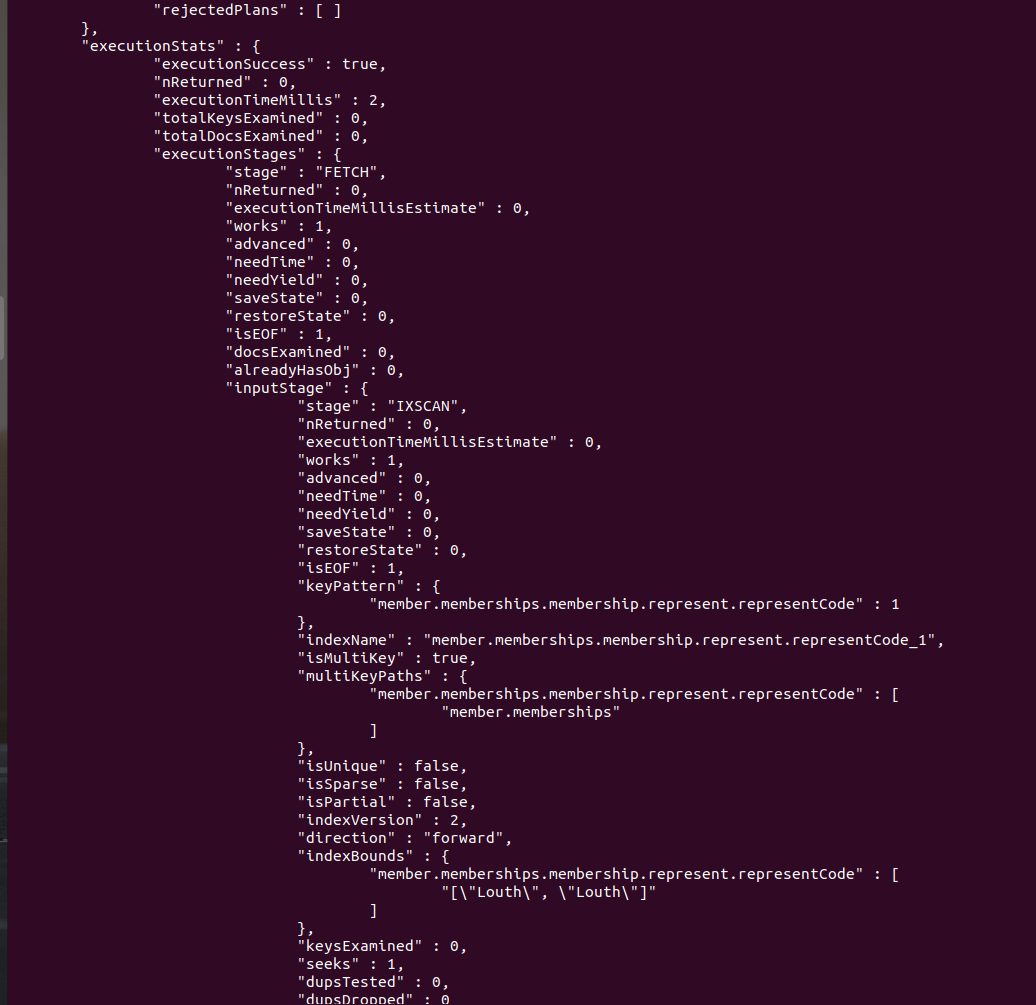 "rejectedPlans" : [ ]
},
"executionStats" : {
"executionSuccess" : true,
"nReturned" : 0,
"executionTimeMillis" : 2,
"totalKeysExamined" : 0,
"totalDocsExamined" : 0,
"executionStages" : {
"stage" : "FETCH",
"nReturned" : 0,
"executionTimeMillisEstimate" : 0,
"works" : 1,
"advanced" : 0,
"needTime" : 0,
"needYield" : 0,
"saveState" : 0,
"restoreState" : 0,
"isEOF" : 1,
"docsExamined" : 0,
"alreadyHasObj" : 0,
"inputStage" : {
"stage" : "IXSCAN",
"nReturned" : 0,
"executionTimeMillisEstimate" : 0,
"works" : 1,
"advanced" : 0,
"needTime" : 0,
"needYield" : 0,
"saveState" : 0,
"restoreState" : 0,
"isEOF" : 1,
"keyPattern" : {
"member.memberships.membership.represent.representCode" : 1
},
"indexName" : "member.memberships.membership.represent.representCode_1",
"isMultiKey" : true,
"multiKeyPaths" : {
"member.memberships.membership.represent.representCode" : [
"member.memberships"
]
},
"isUnique" : false,
"isSparse" : false,
"isPartial" : false,
"indexVersion" : 2,
"direction" : "forward",
"indexBounds" : {
"member.memberships.membership.represent.representCode" : [
"[\"Louth\", \"Louth\"]"
]
},
"keysExamined" : 0,
"seeks" : 1,
"dupsTested" : 0,
"dupsDropped" : 0